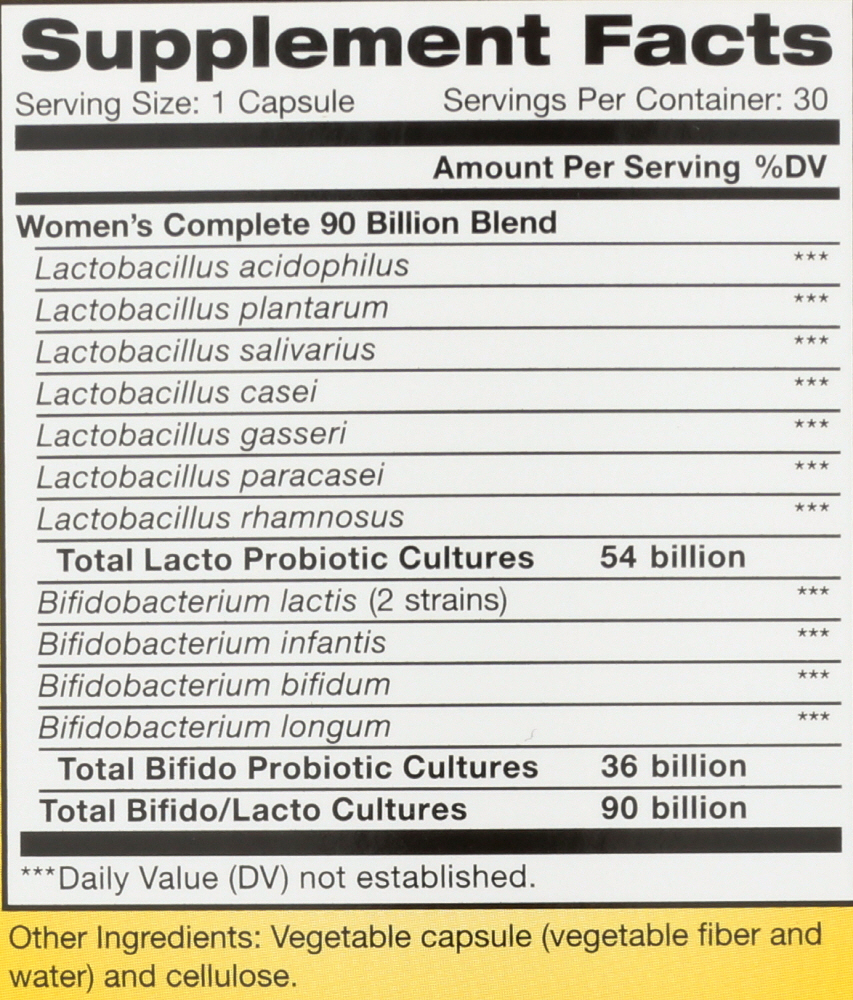 Supplement Facts
Serving Size: 1 Capsule Servings Per Container: 30
Amount Per Serving %DV
Women's Complete 90 Billion Blend
Lactobacillus acidophilus ***
Lactobacillus plantarum ***
Lactobacillus salivarius ***
Lactobacillus casei ***
Lactobacillus gasseri ***
Lactobacillus paracasei ***
Lactobacillus rhamnosus ***
Total Lacto Probiotic Cultures 54 billion
Bifidobacterium lactis (2 strains) ***
Bifidobacterium infantis ***
Bifidobacterium bifidum ***
Bifidobacterium longum ***
Total Bifido Probiotic Cultures 36 billion
Total Bifido/Lacto Cultures 90 billion
***Daily Value (DV) not established.
Other Ingredients: Vegetable capsule (vegetable fiber and
water) and cellulose.